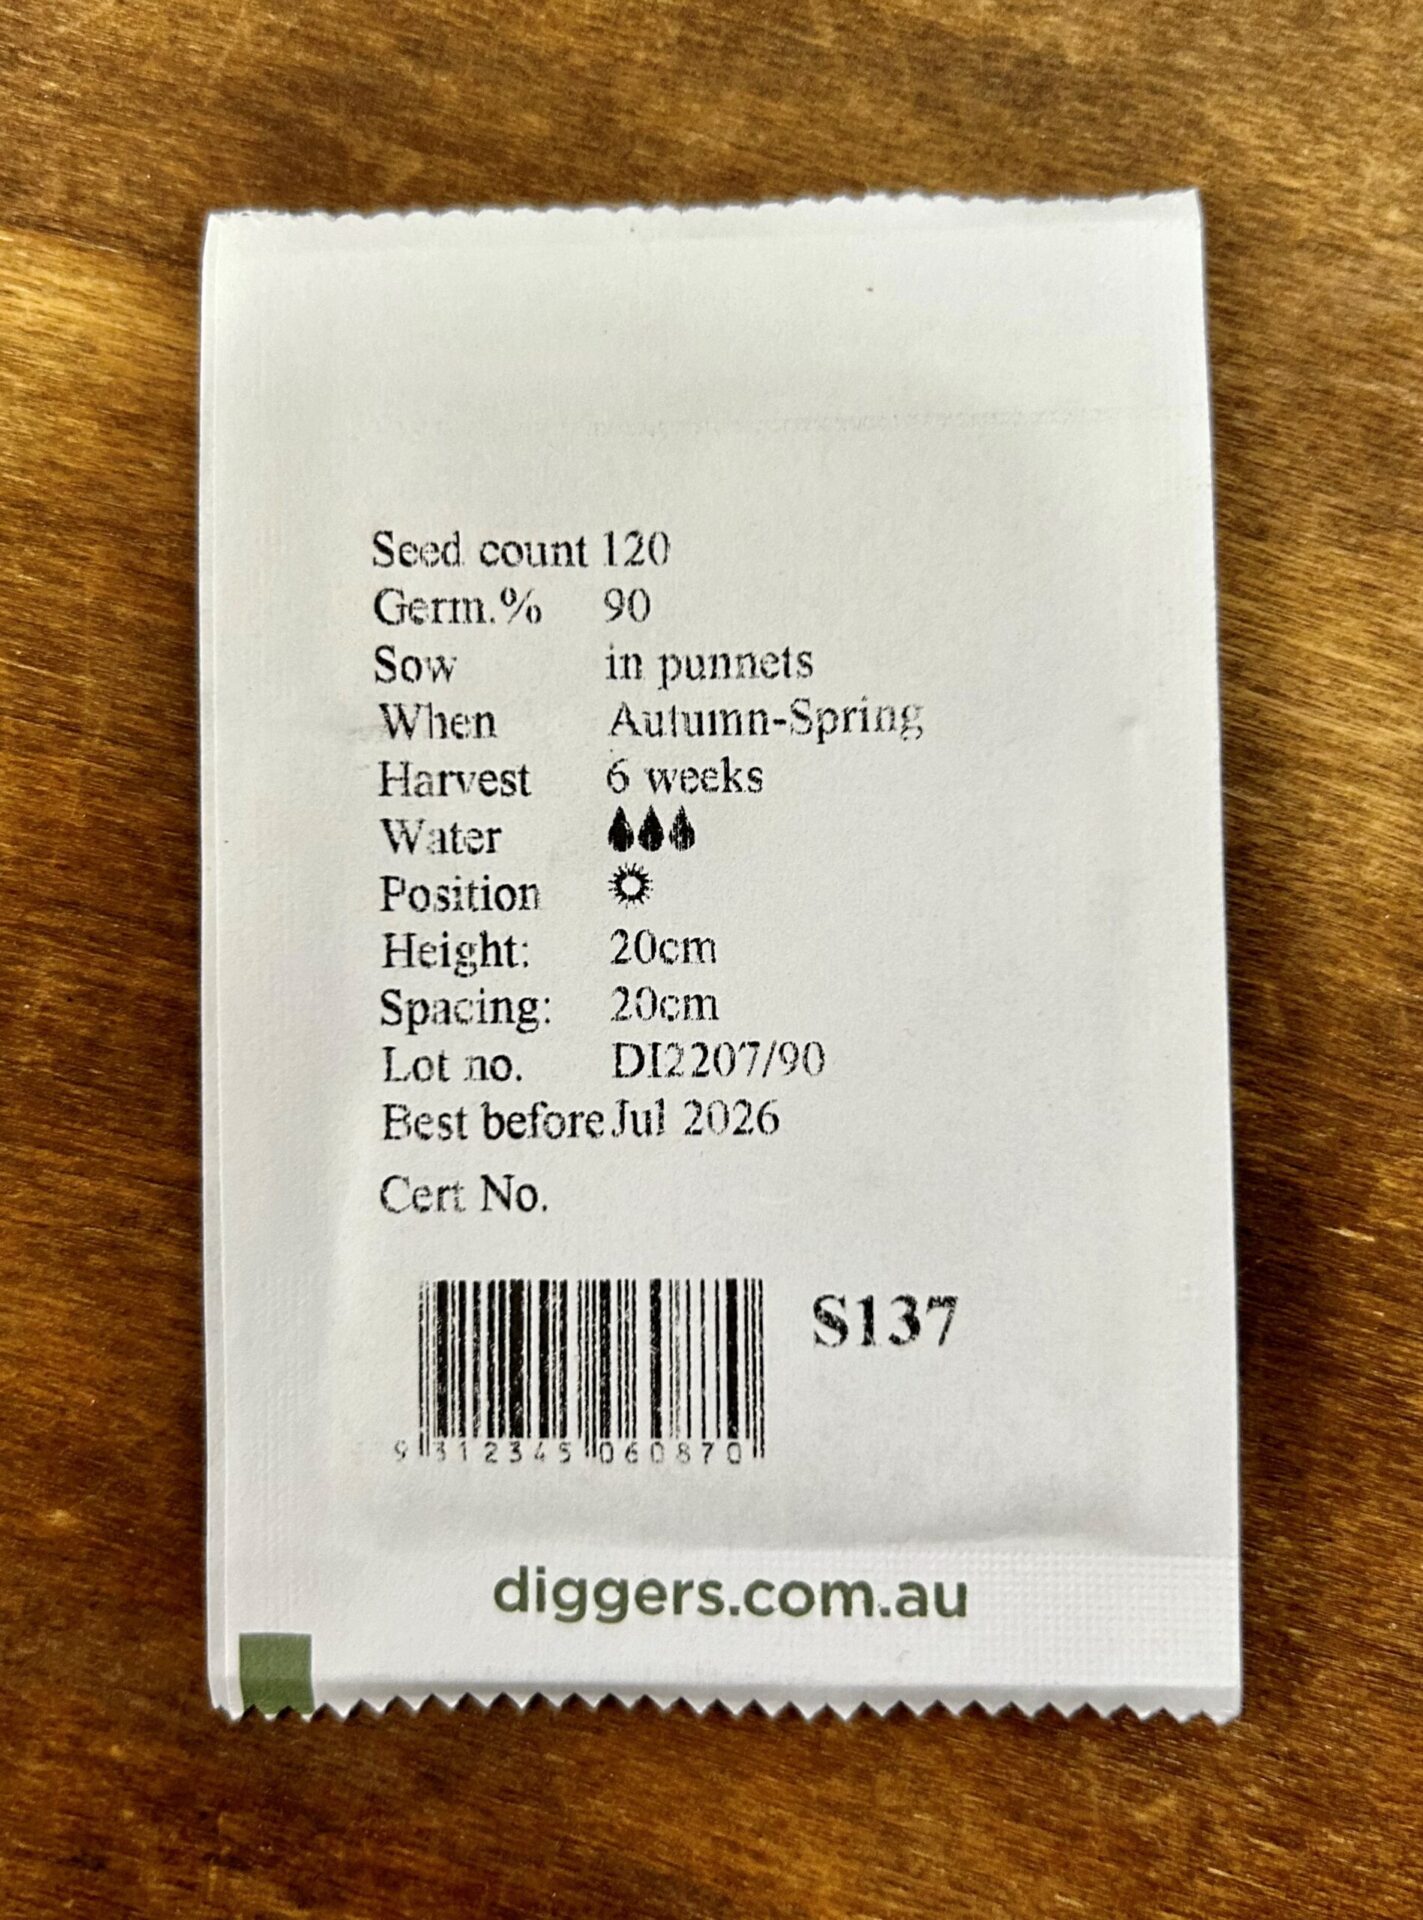 Seed count 120
Germ.% 90
Sow in punnets
When Autumn-Spring
Harvest 6 weeks
Water
Position
Height: 20cm
Spacing: 20cm
Lot no. DI2207/90
Best before Jul 2026
Cert No.
S137
9 312345 060870
diggers.com.au